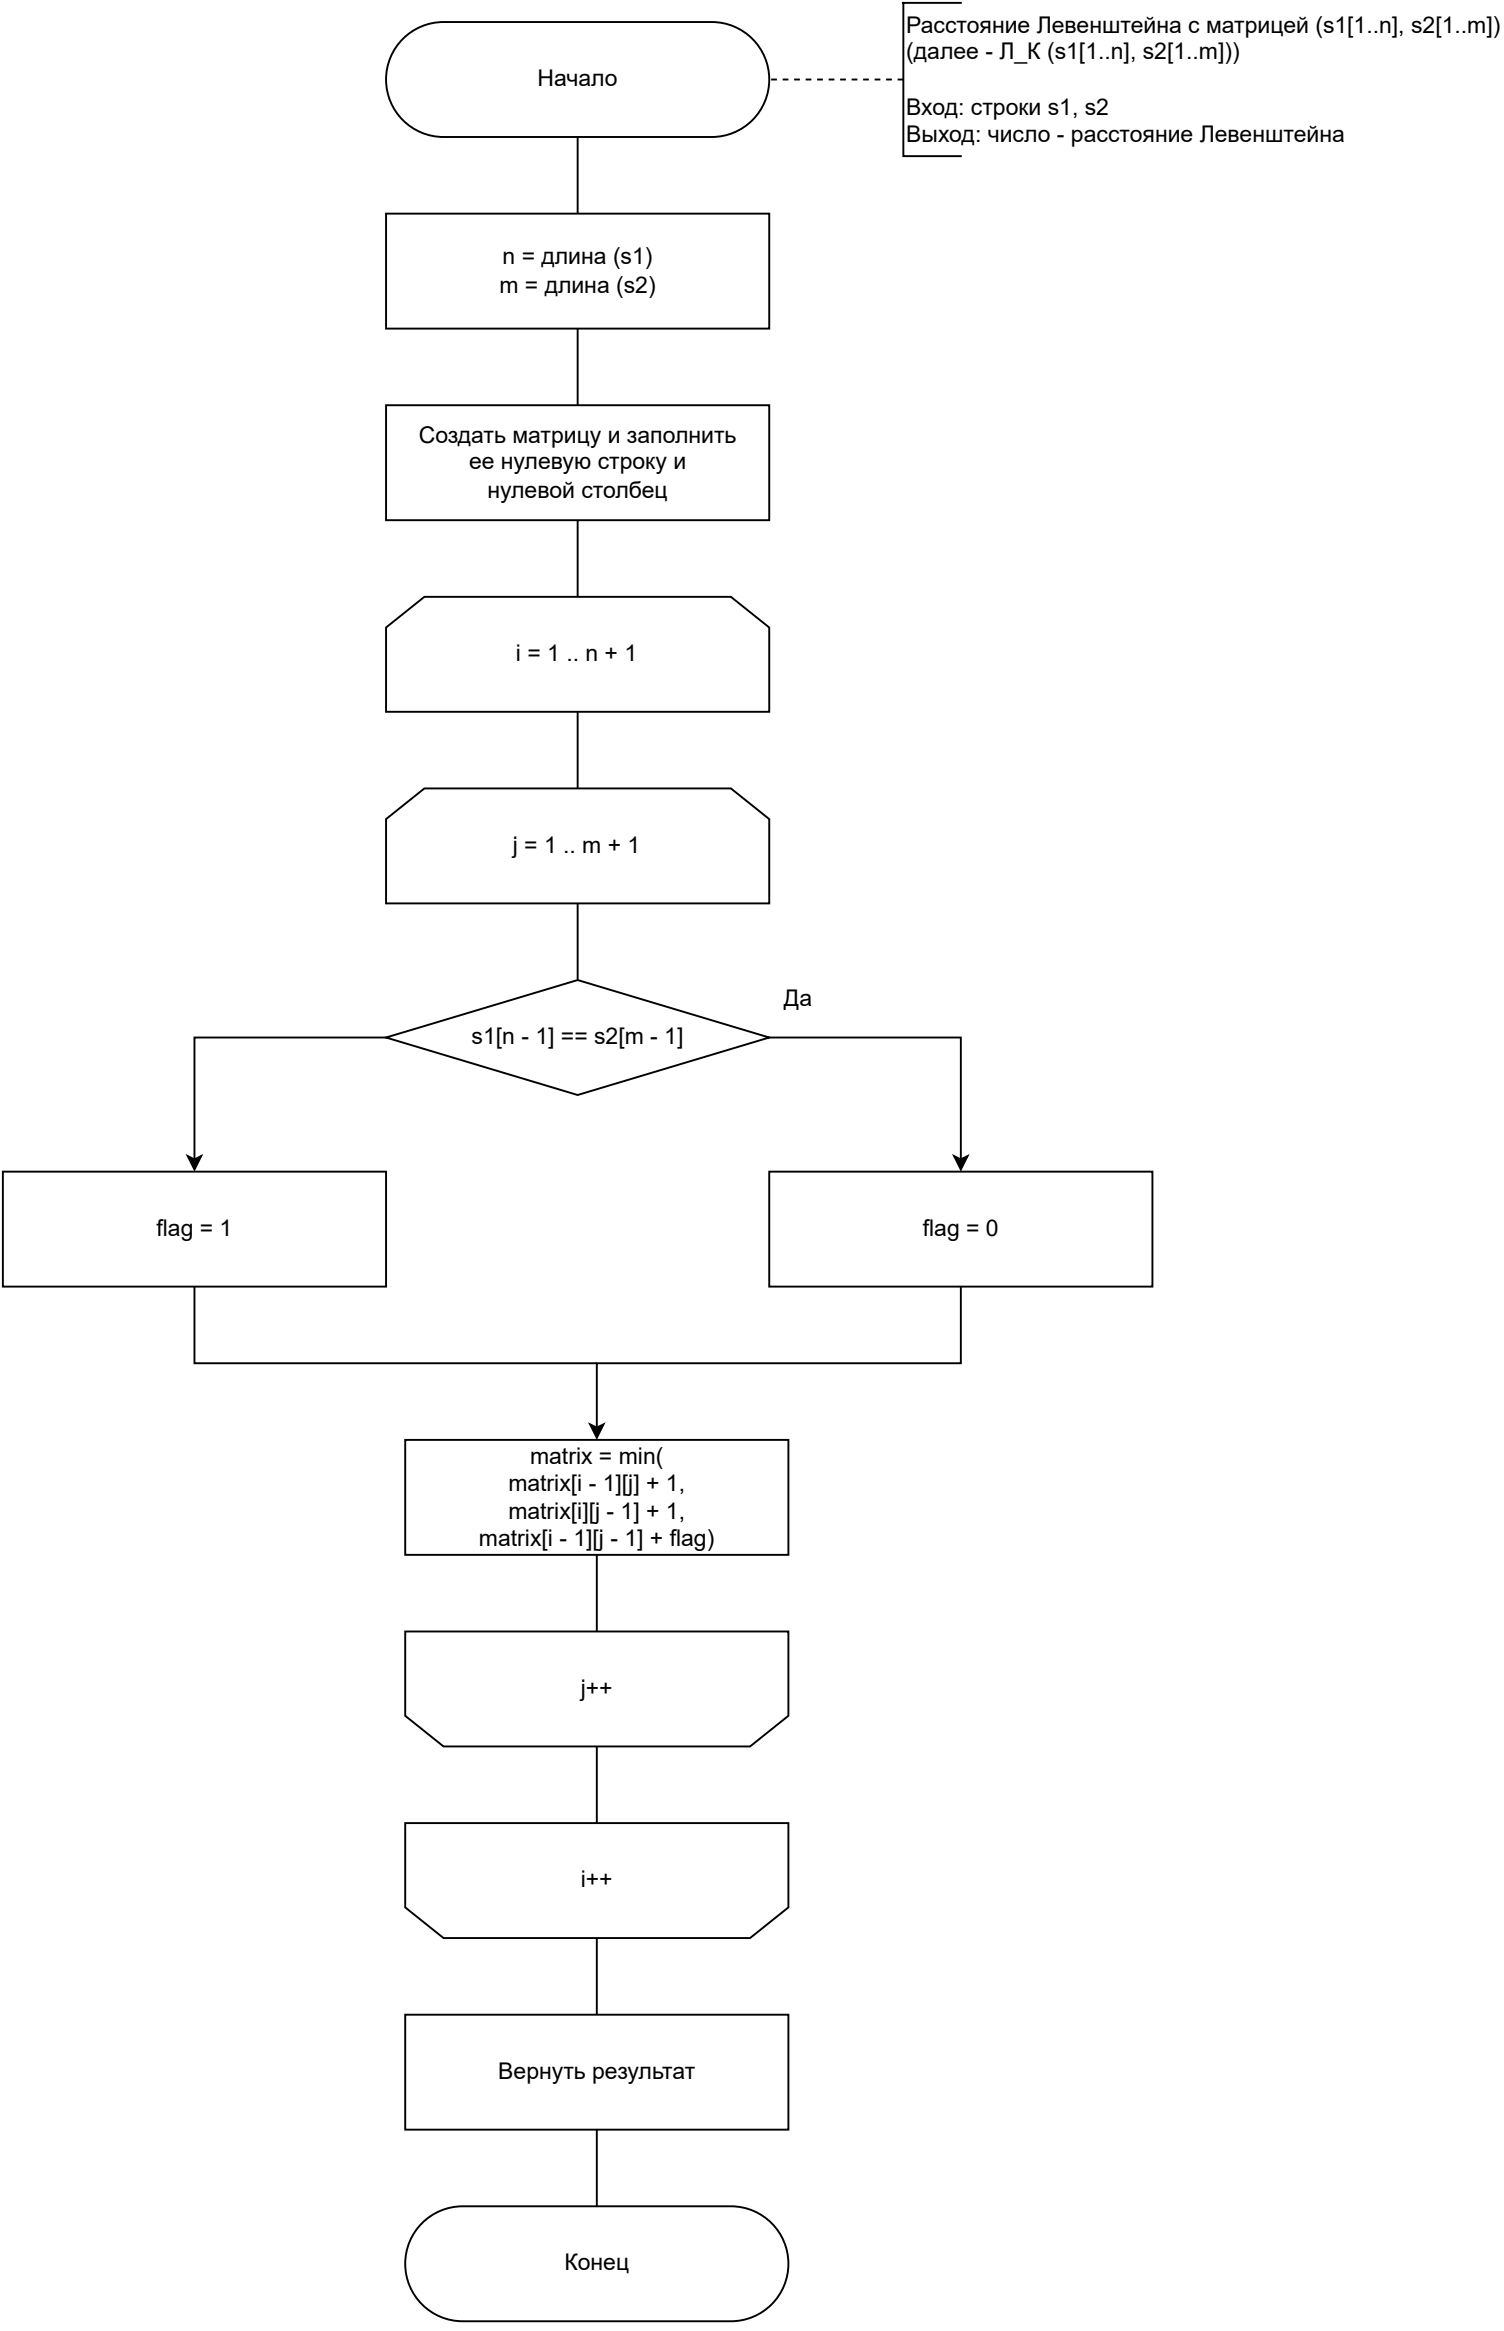 Начало
Расстояние Левенштейна с матрицей (s1[1..n], s2[1..m])
(далее - Л_К (s1[1..n], s2[1..m]))
Вход: строки s1, s2
Выход: число - расстояние Левенштейна
n = длина (s1)
m = длина (s2)
Создать матрицу и заполнить
ее нулевую строку и
нулевой столбец
i = 1 .. n + 1
j = 1 .. m + 1
Да
s1[n - 1] == s2[m - 1]
flag = 1
flag = 0
matrix = min(
matrix[i - 1][j] + 1,
matrix[i][j - 1] + 1,
matrix[i - 1][j - 1] + flag)
j++
i++
Вернуть результат
Конец